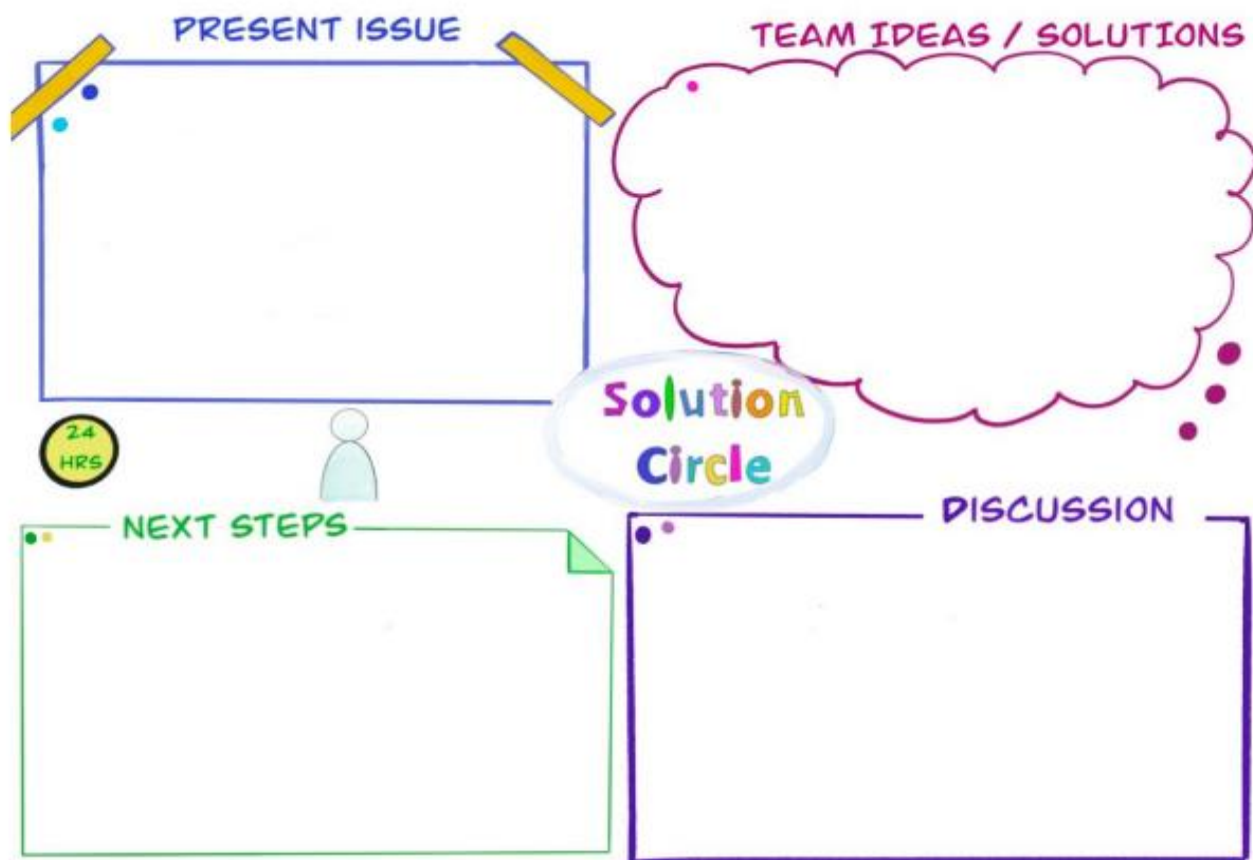 PRESENT ISSUE
TEAM IDEAS / SOLUTIONS
Solution
Circle
24
HRS
NEXT STEPS
DISCUSSION